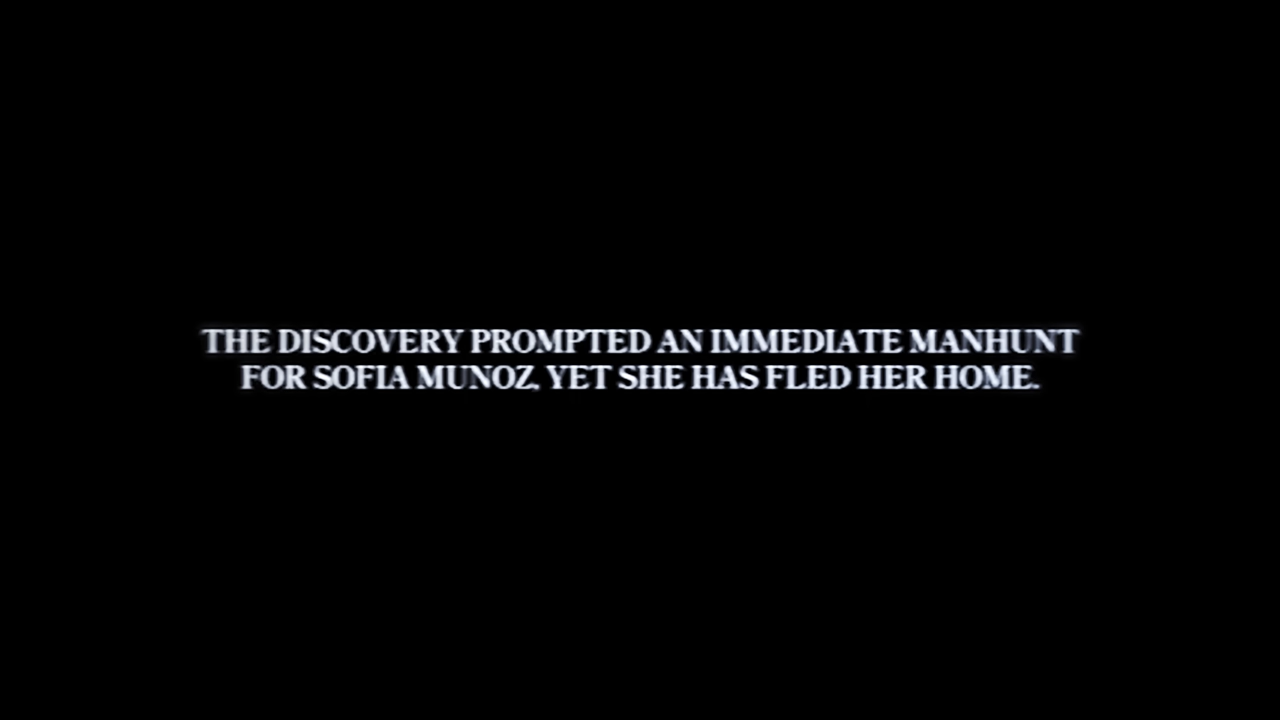 THE DISCOVERY PROMPTED AN IMMEDIATE MANHUNT
FOR SOFIA MUNOZ, YET SHE HAS FLED HER HOME.